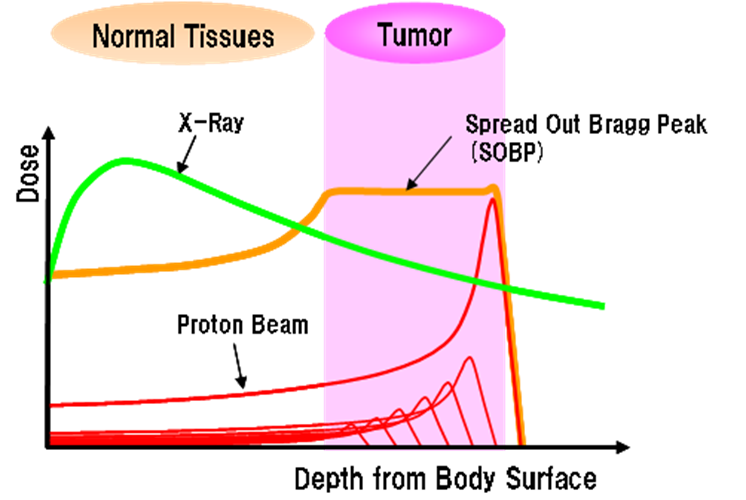 Normal Tissues
Tumor
X-Ray
Spread Out Bragg Peak
(SOBP)
Dose
Proton Beam
Depth from Body Surface